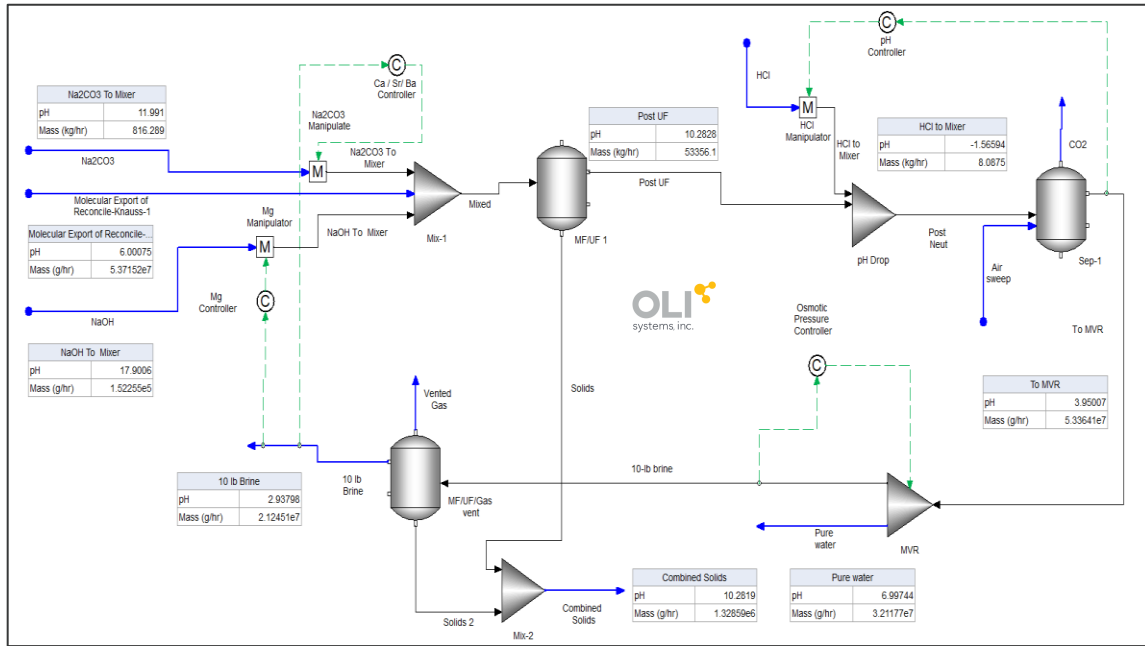 C
pH
Controller
HCl
C
Ca / Sr/ Ba
Controller
Na2CO3 To Mixer
pH 11.991
Mass (kg/hr) 816.289
Na2CO3
Manipulate
Post UF
pH 10.2828
Mass (kg/hr) 53356.1
M
HCl
Manipulator
HCl to
Mixer
HCl to Mixer
pH -1.56594
Mass (kg/hr) 8.0875
CO2
Na2CO3
M
Na2CO3 To
Mixer
Molecular Export of
Reconcile-Knauss-1
Mg
Manipulator
M
NaOH To Mixer
Mix-1
Mixed
MF/UF 1
Post UF
pH Drop
Post
Neut
Sep-1
Air
sweep
Molecular Export of Reconcile-...
pH 6.00075
Mass (g/hr) 5.37152e7
Mg
Controller
C
NaOH
OLI
systems, inc.
Osmotic
Pressure
Controller
C
To MVR
NaOH To Mixer
pH 17.9006
Mass (g/hr) 1.52255e5
Vented
Gas
Solids
To MVR
pH 3.95007
Mass (g/hr) 5.33641e7
10 lb Brine
pH 2.93798
Mass (g/hr) 2.12451e7
10 lb
Brine
MF/UF/Gas
vent
10-lb brine
Pure
water
MVR
Solids 2
Mix-2
Combined
Solids
Combined Solids
pH 10.2819
Mass (g/hr) 1.32859e6
Pure water
pH 6.99744
Mass (g/hr) 3.21177e7